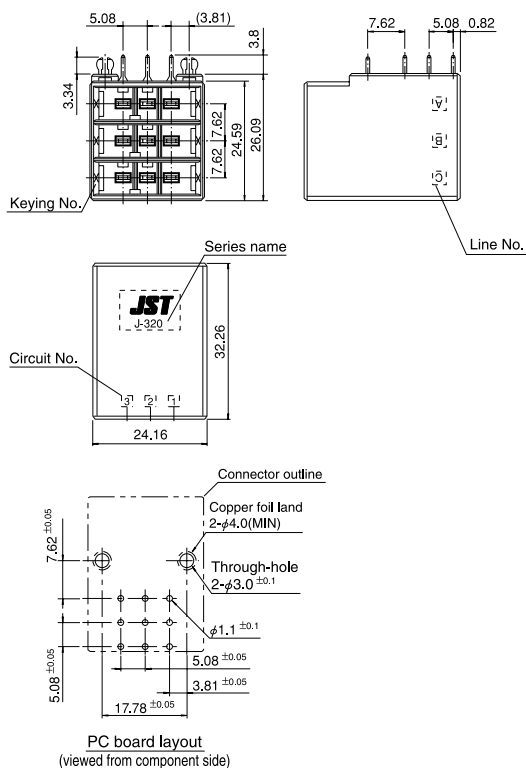 5.08
(3.81)
3.8
3.34
7.62
7.62
24.59
26.09
Keying No.
7.62
5.08
0.82
A
B
C
Line No.
Series name
JST
J-320
Circuit No.
3 2 1
32.26
24.16
Connector outline
Copper foil land
2-φ4.0(MIN)
Through-hole
2-φ3.0 ±0.1
φ1.1 ±0.1
7.62 ±0.05
5.08 ±0.05
5.08 ±0.05
3.81 ±0.05
17.78 ±0.05
PC board layout
(viewed from component side)